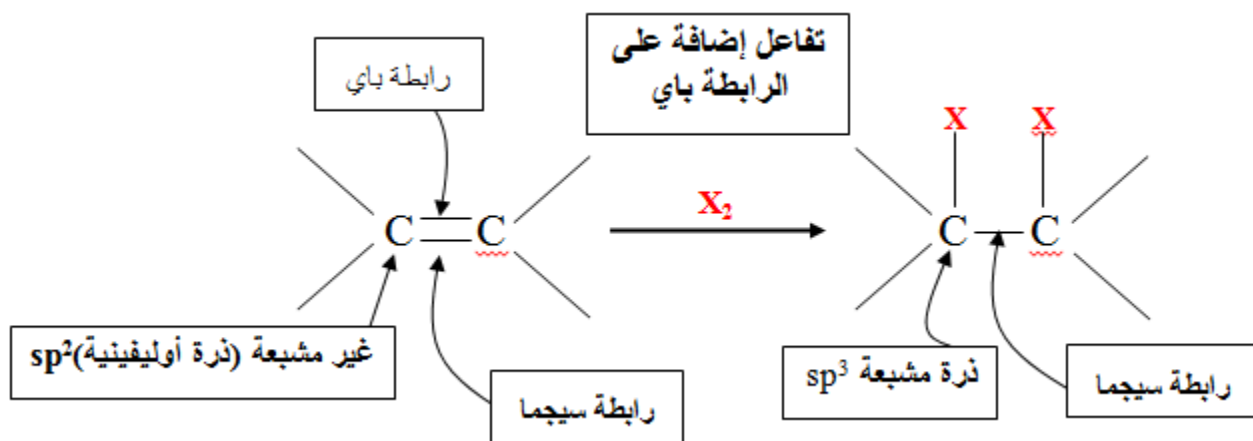 تفاعل إضافة على
الرابطة باي
رابطة باي
X X
C C
X₂
C C
غير مشبعة (ذرة أوليفينية)sp²
ذرة مشبعة sp³
رابطة سيجما
رابطة سيجما